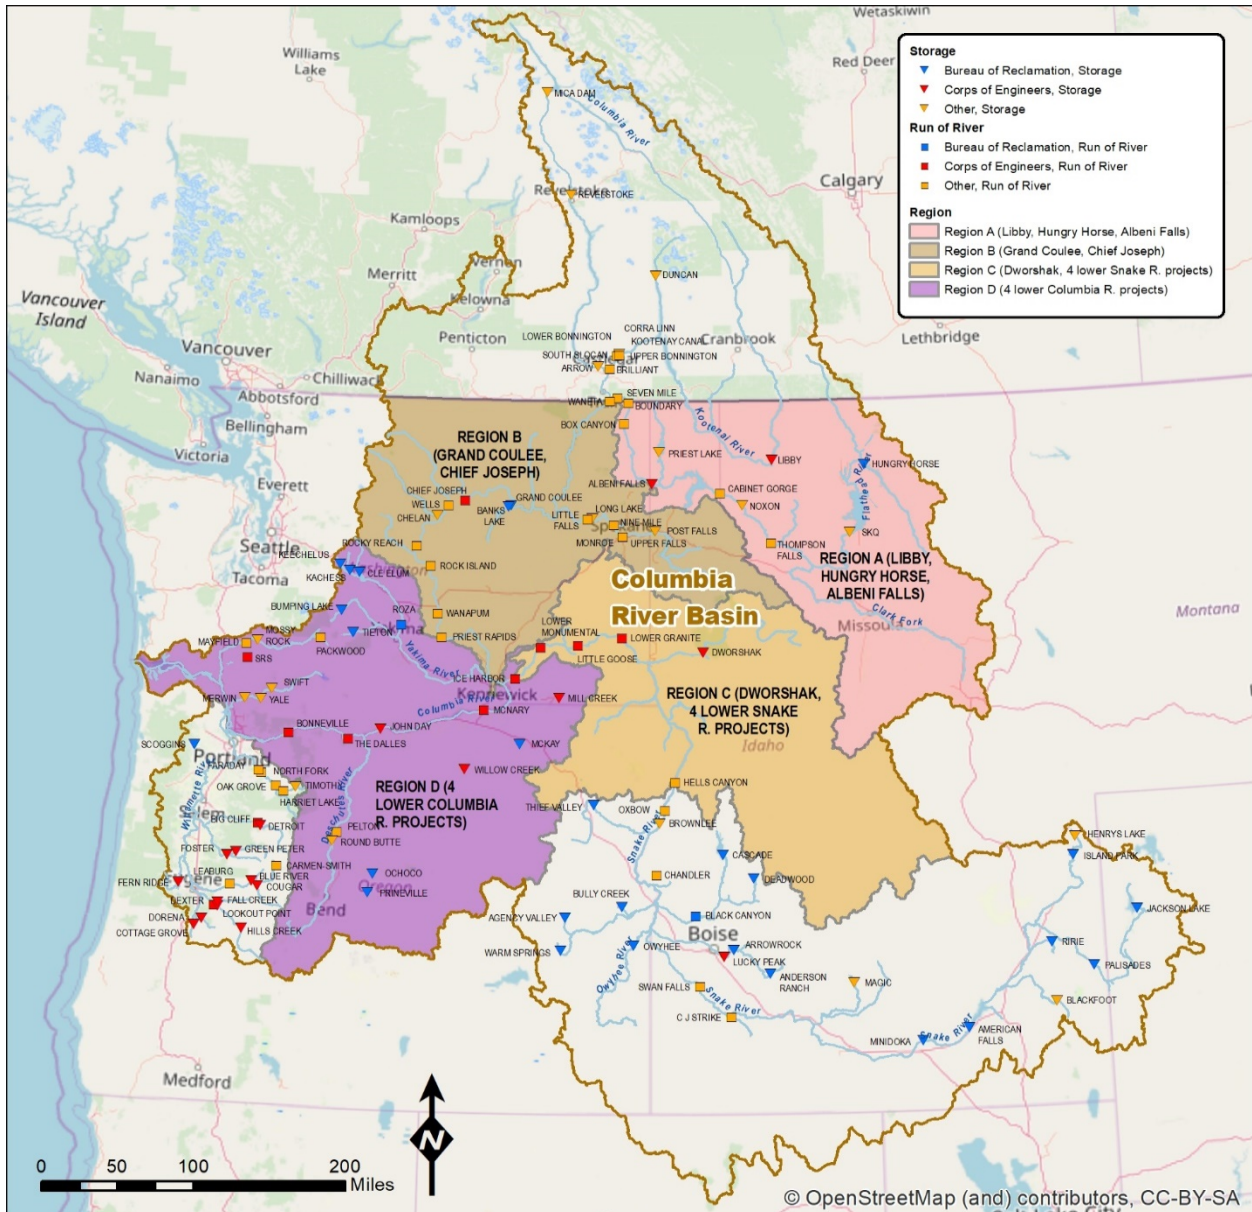 Wetaskiwin
Williams
Lake
Red Deer
Storage
Bureau of Reclamation, Storage
Corps of Engineers, Storage
Other, Storage
Run of River
Bureau of Reclamation, Run of River
Corps of Engineers, Run of River
Other, Run of River
Region
Region A (Libby, Hungry Horse, Albeni Falls)
Region B (Grand Coulee, Chief Joseph)
Region C (Dworshak, 4 lower Snake R. projects)
Region D (4 lower Columbia R. projects)
MICA DAM
Columbia River
Calgary
Revelstoke
REVELSTOKE
Kamloops
Merritt
Vernon
Kelowna
DUNCAN
Vancouver
Island
Penticton
LOWER BONNINGTON
CORRA LINN
KOOTENAY CANAL
Cranbrook
Lethbridge
Vancouver
SOUTH SLOCAN
UPPER BONNINGTON
Castlegar
ARROW
BRILLIANT
Nanaimo
Chilliwack
Abbotsford
WANETA
SEVEN MILE
BOUNDARY
Bellingham
BOX CANYON
Kootenai River
REGION B
(GRAND COULEE,
CHIEF JOSEPH)
Victoria
PRIEST LAKE
LIBBY
HUNGRY HORSE
Flathead River
ALBENI FALLS
Everett
CHIEF JOSEPH
WELLS
CHELAN
GRAND COULEE
BANKS
LAKE
CABINET GORGE
NOXON
LITTLE
FALLS
LONG LAKE
NINE MILE
Spokane
POST FALLS
MONROE
UPPER FALLS
SKQ
THOMPSON
FALLS
Seattle
ROCKY REACH
KEECHELUS
KACHESS
CLE ELUM
Washington
Tacoma
ROCK ISLAND
Columbia
River Basin
REGION A (LIBBY,
HUNGRY HORSE,
ALBENI FALLS)
BUMPING LAKE
ROZA
WANAPUM
Clark Fork
Montana
Missoula
MOSSY
ROCK
MAYFIELD
SRS
PACKWOOD
TIETON
Yakima
PRIEST RAPIDS
LOWER
MONUMENTAL
LOWER GRANITE
LITTLE GOOSE
DWORSHAK
Yakima River
ICE HARBOR
Kennewick
SWIFT
MERWIN
YALE
MILL CREEK
Columbia River
MCNARY
REGION C (DWORSHAK,
4 LOWER SNAKE
R. PROJECTS)
Idaho
BONNEVILLE
JOHN DAY
THE DALLES
SCOGGINS
Portland
MCKAY
WILLOW CREEK
FARADAY
NORTH FORK
OAK GROVE
TIMOTHY
HARRIET LAKE
Willamette River
Salem
REGION D (4
LOWER COLUMBIA
R. PROJECTS)
Deschutes River
HELLS CANYON
THIEF VALLEY
OXBOW
BROWNLEE
Snake River
BIG CLIFF
DETROIT
PELTON
ROUND BUTTE
HENRYS LAKE
ISLAND PARK
FOSTER
GREEN PETER
CARMEN-SMITH
CASCADE
DEADWOOD
LEABURG
BLUE RIVER
COUGAR
FERN RIDGE
Eugene
OCHOCO
PRINEVILLE
Oregon
CHANDLER
BULLY CREEK
JACKSON LAKE
DEXTER
FALL CREEK
LOOKOUT POINT
DORENA
COTTAGE GROVE
HILLS CREEK
Bend
AGENCY VALLEY
BLACK CANYON
Boise
WARM SPRINGS
OWYHEE
Owyhee River
ARROWROCK
LUCKY PEAK
ANDERSON
RANCH
RIRIE
PALISADES
SWAN FALLS
Snake River
MAGIC
BLACKFOOT
C J STRIKE
MINIDOKA
Snake River
AMERICAN
FALLS
Medford
N
0 50 100 200
Miles
© OpenStreetMap (and) contributors, CC-BY-SA